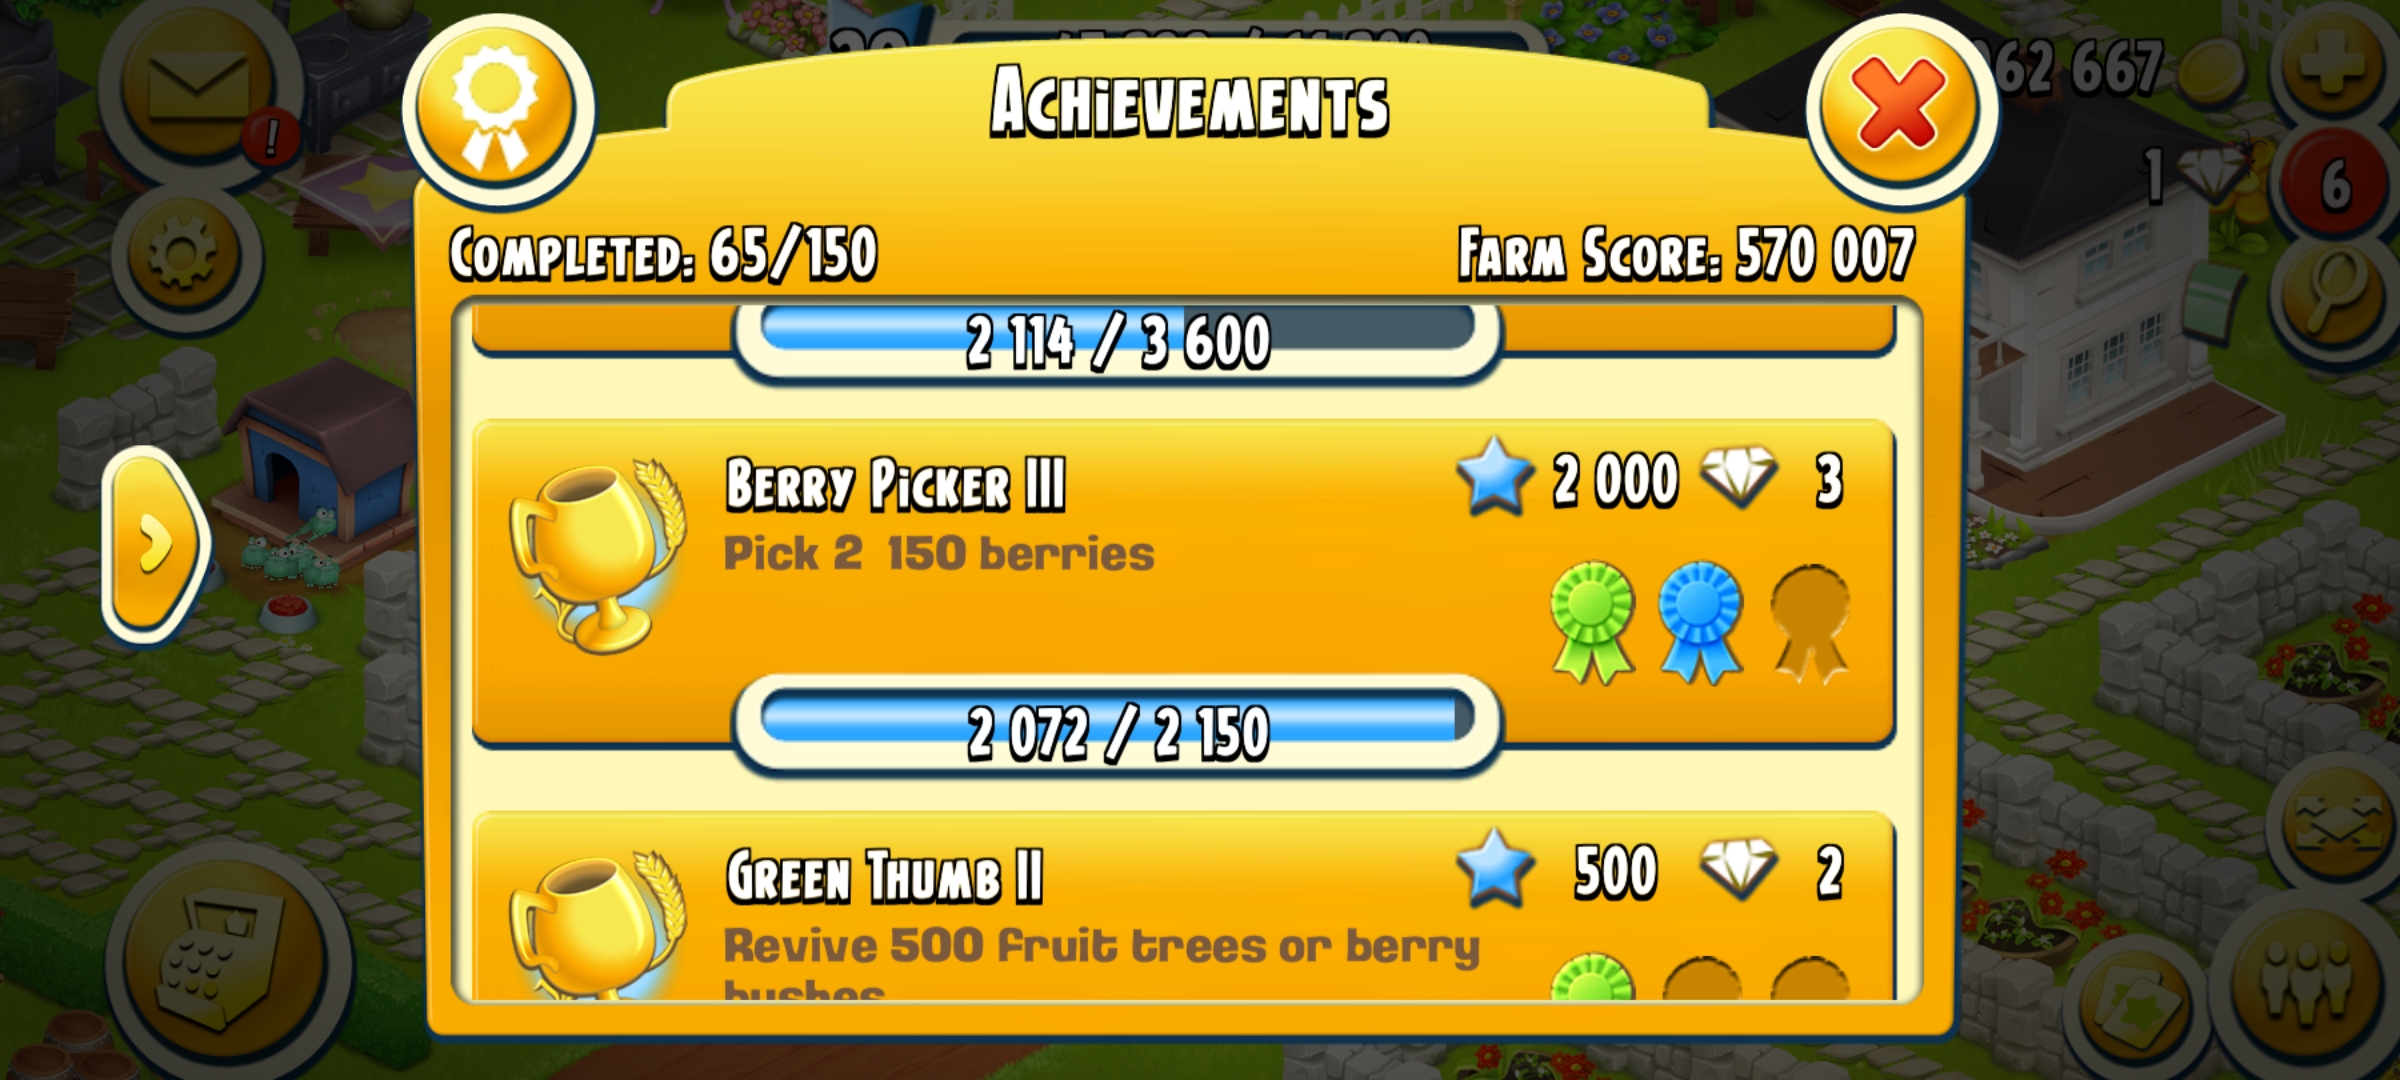 Achievements
62 667
!
1
6
Completed: 65/150
Farm Score: 570 007
2 114 / 3 600
Berry Picker III
2 000
3
Pick 2 150 berries
2 072 / 2 150
Green Thumb II
500
2
Revive 500 fruit trees or berry
bushes